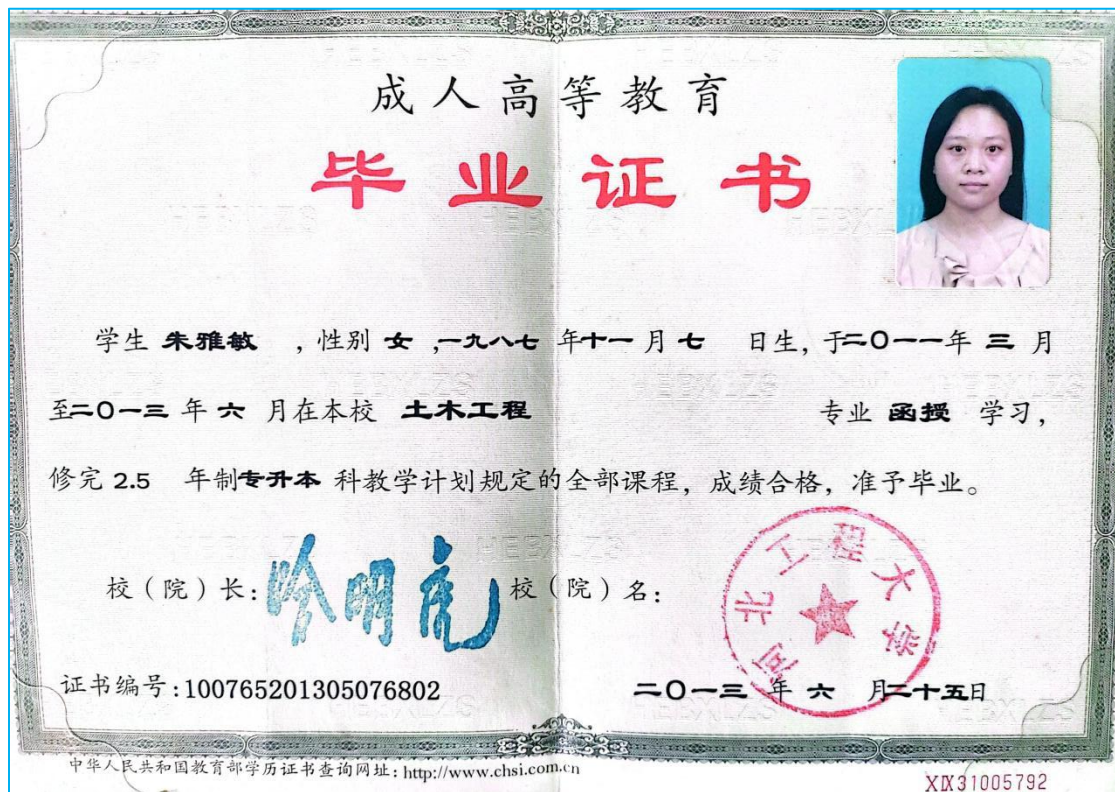 成人高等教育
毕业证书
学生 朱雅敏 ，性别 女 ，一九八七 年十一月 七 日生，于二〇一一年 三 月
至二〇一三 年 六 月在本校 土木工程 专业 函授 学习，
修完 2.5 年制专升本 科教学计划规定的全部课程，成绩合格，准予毕业。
校（院）长：哈明虎 校（院）名：
河北工程大学
证书编号：100765201305076802 二〇一三 年 六 月二十五日
中华人民共和国教育部学历证书查询网址：http://www.chsi.com.cn
XIX31005792